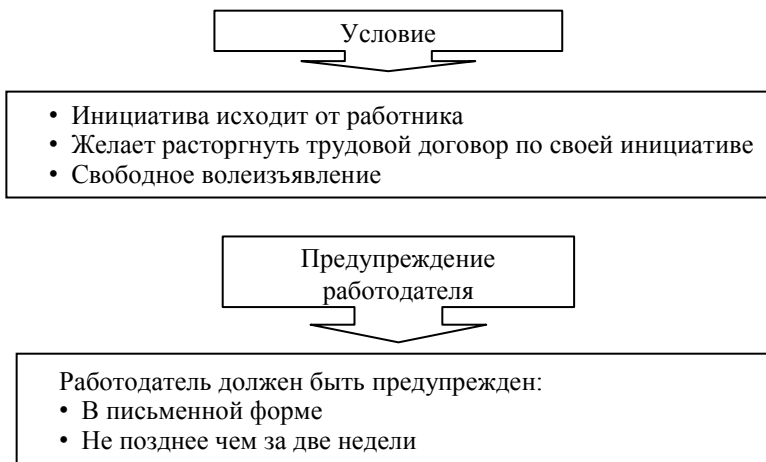 Условие
• Инициатива исходит от работника
• Желает расторгнуть трудовой договор по своей инициативе
• Свободное волеизъявление
Предупреждение
работодателя
Работодатель должен быть предупрежден:
• В письменной форме
• Не позднее чем за две недели